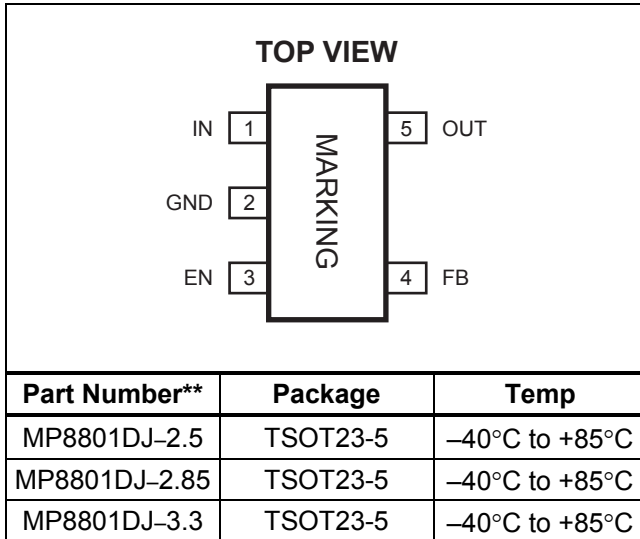 TOP VIEW
IN 1 5 OUT
MARKING
GND 2
EN 3 4 FB
Part Number** Package Temp
MP8801DJ–2.5 TSOT23-5 –40°C to +85°C
MP8801DJ–2.85 TSOT23-5 –40°C to +85°C
MP8801DJ–3.3 TSOT23-5 –40°C to +85°C